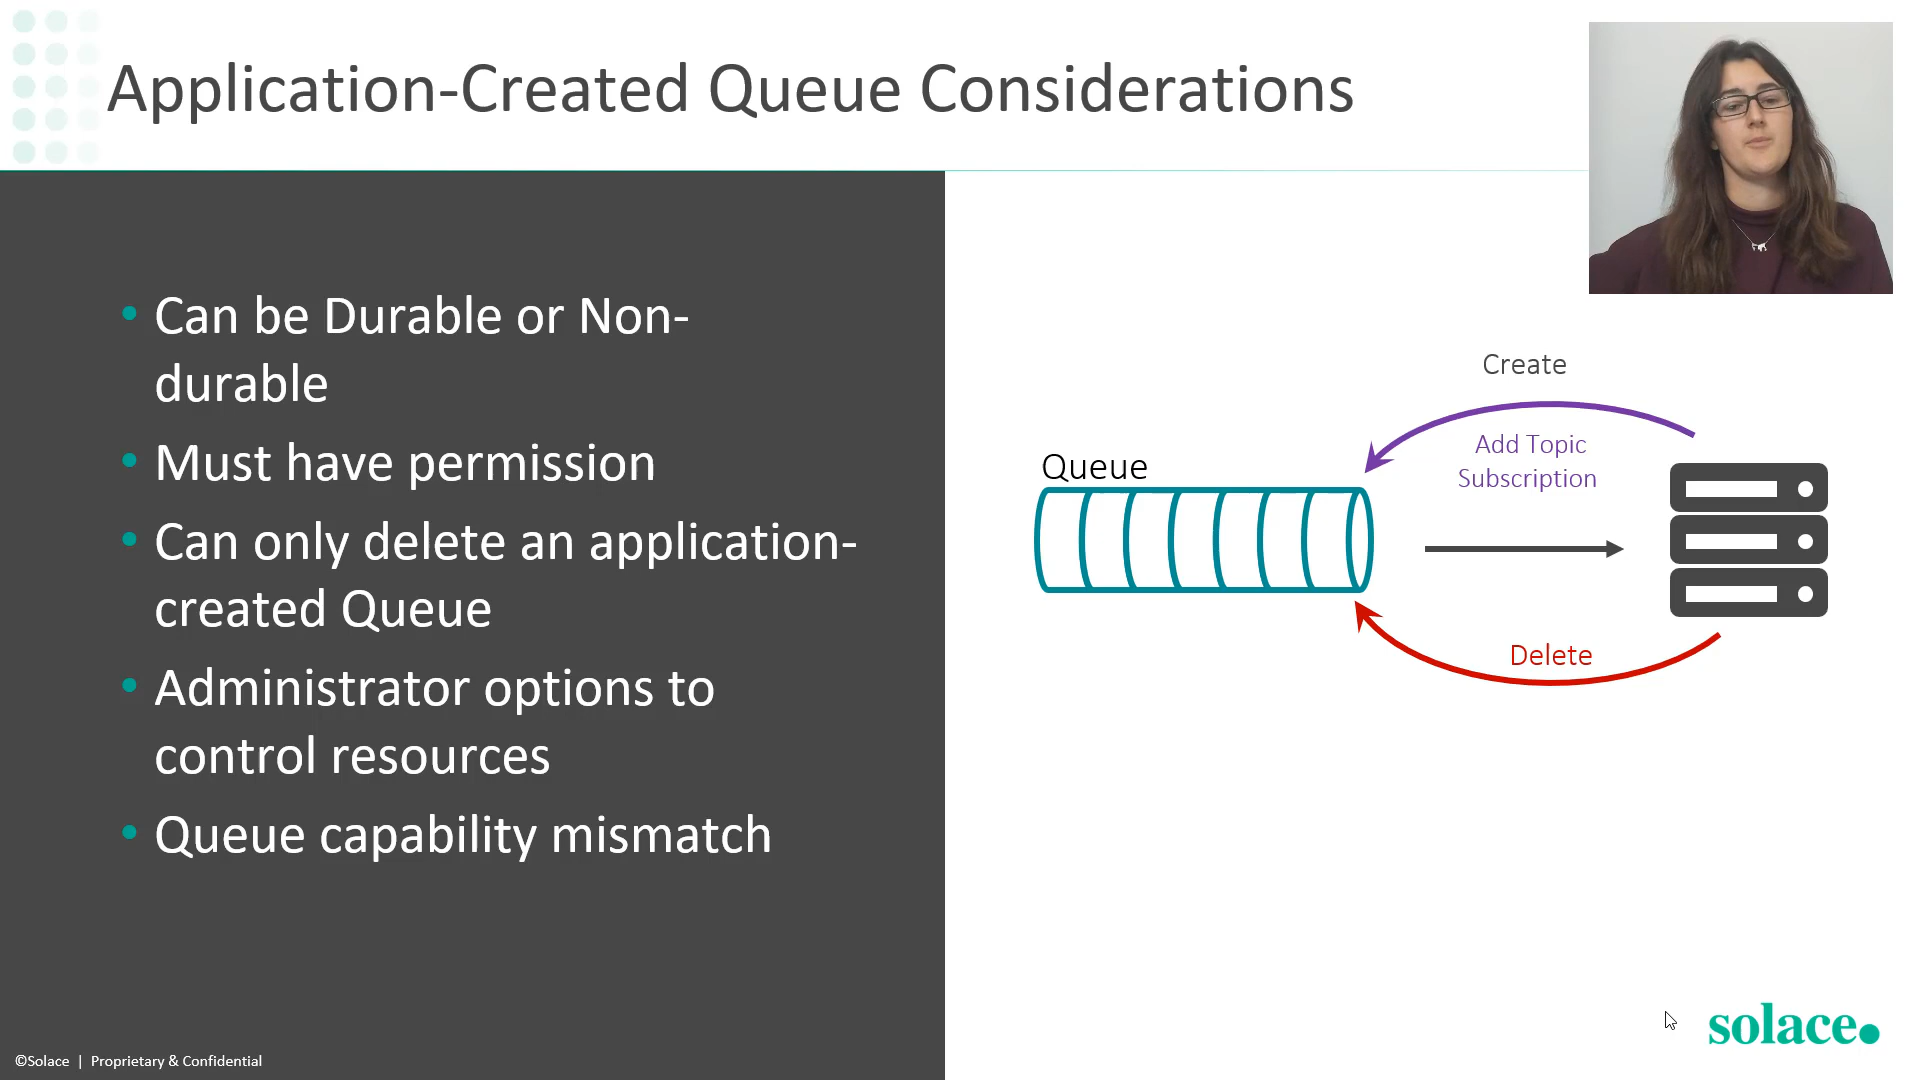 Application-Created Queue Considerations
• Can be Durable or Non-
durable
• Must have permission
• Can only delete an application-
created Queue
• Administrator options to
control resources
• Queue capability mismatch
Create
Add Topic
Subscription
Queue
Delete
solace
©Solace | Proprietary & Confidential